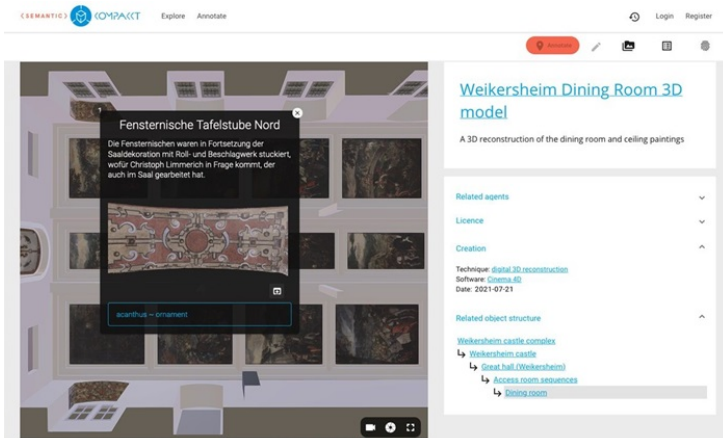 (SEMANTIC) COMPACCT Explore Annotate Login Register
Annotate
1
Fensternische Tafelstube Nord
Die Fensternischen waren in Fortsetzung der
Saaldekoration mit Roll- und Beschlagwerk stuckiert,
wofür Christoph Limmerich in Frage kommt, der
auch im Saal gearbeitet hat.
acanthus – ornament
Weikersheim Dining Room 3D
model
A 3D reconstruction of the dining room and ceiling paintings
Related agents
Licence
Creation
Technique: digital 3D reconstruction
Software: Cinema 4D
Date: 2021-07-21
Related object structure
Weikersheim castle complex
Weikersheim castle
Great hall (Weikersheim)
Access room sequences
Dining room